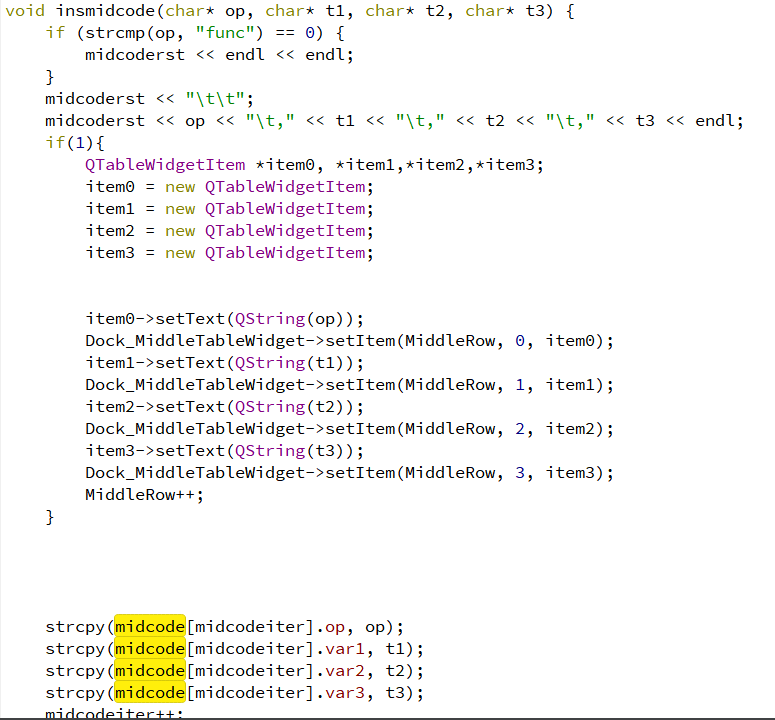 void insmidcode(char* op, char* t1, char* t2, char* t3) {
    if (strcmp(op, "func") == 0) {
        midcoderst << endl << endl;
    }
    midcoderst << "\t\t";
    midcoderst << op << "\t," << t1 << "\t," << t2 << "\t," << t3 << endl;
    if(1){
        QTableWidgetItem *item0, *item1,*item2,*item3;
        item0 = new QTableWidgetItem;
        item1 = new QTableWidgetItem;
        item2 = new QTableWidgetItem;
        item3 = new QTableWidgetItem;
        item0->setText(QString(op));
        Dock_MiddleTableWidget->setItem(MiddleRow, 0, item0);
        item1->setText(QString(t1));
        Dock_MiddleTableWidget->setItem(MiddleRow, 1, item1);
        item2->setText(QString(t2));
        Dock_MiddleTableWidget->setItem(MiddleRow, 2, item2);
        item3->setText(QString(t3));
        Dock_MiddleTableWidget->setItem(MiddleRow, 3, item3);
        MiddleRow++;
    }
    strcpy(midcode[midcodeiter].op, op);
    strcpy(midcode[midcodeiter].var1, t1);
    strcpy(midcode[midcodeiter].var2, t2);
    strcpy(midcode[midcodeiter].var3, t3);
    midcodeiter++;